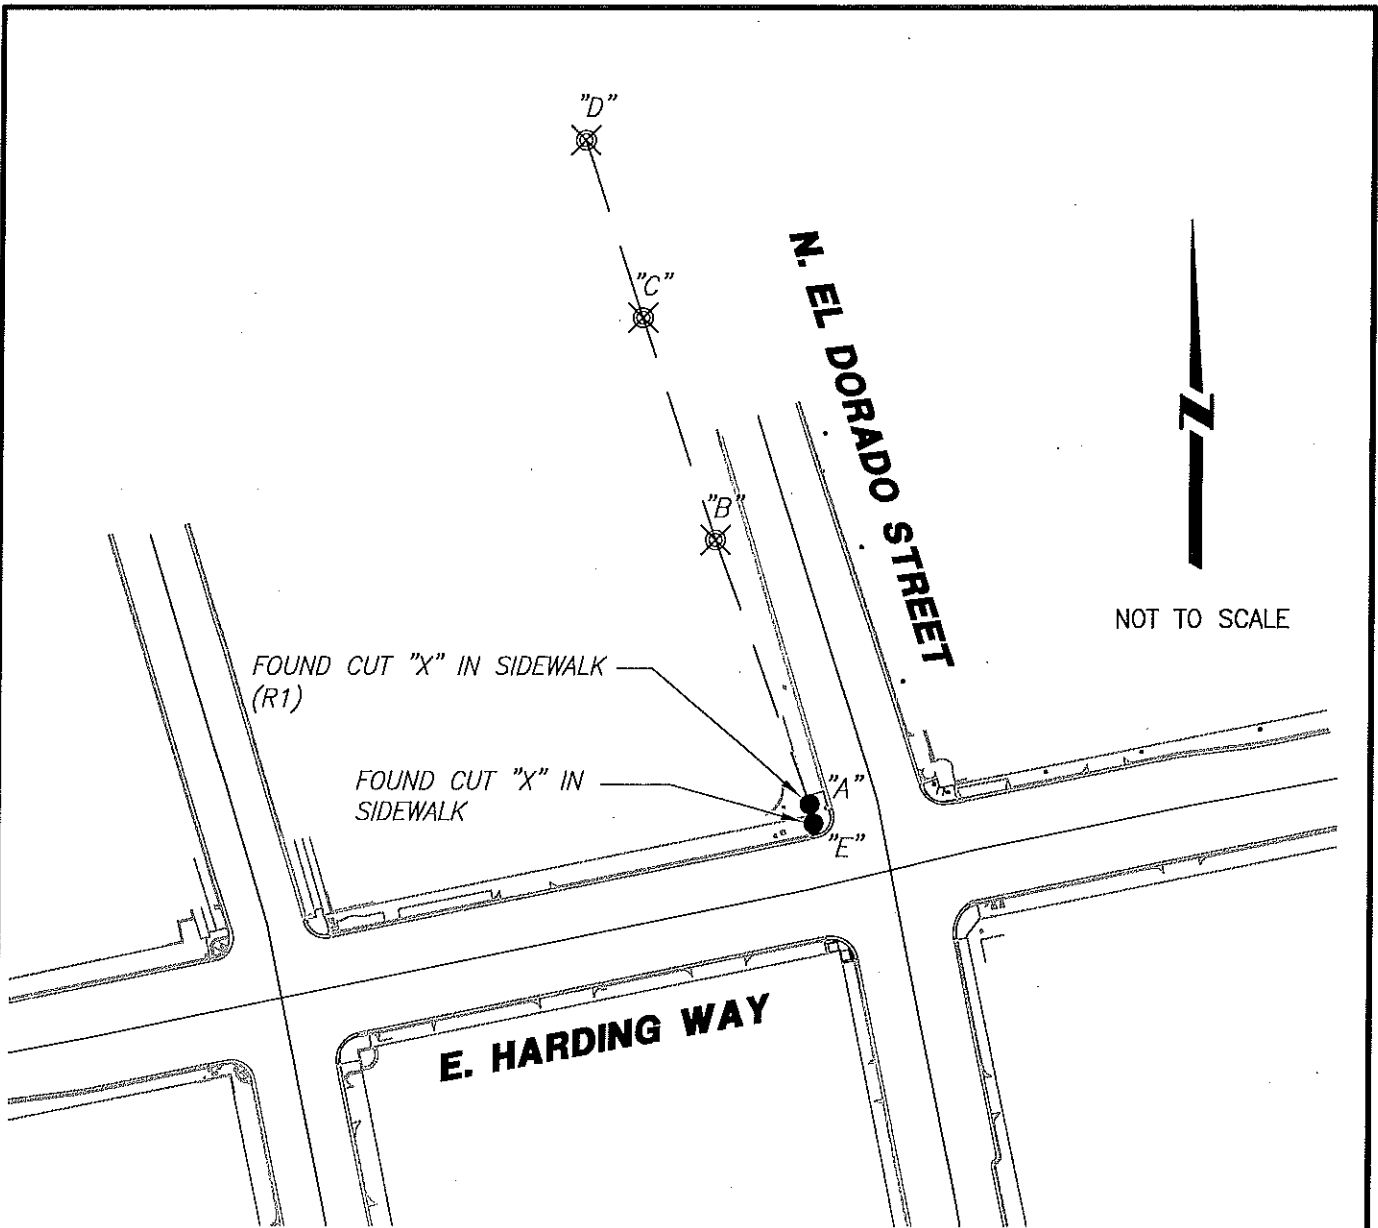 "D"
"C"
N. EL DORADO STREET
"B"
NOT TO SCALE
FOUND CUT "X" IN SIDEWALK
(R1)
FOUND CUT "X" IN
SIDEWALK
"A"
"E"
E. HARDING WAY